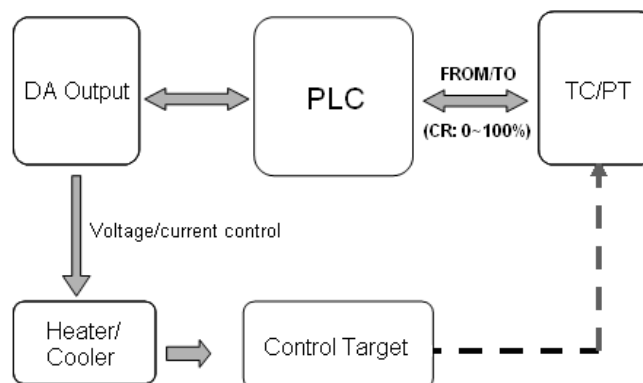 DA Output
PLC
FROM/TO
(CR: 0~100%)
TC/PT
Voltage/current control
Heater/
Cooler
Control Target